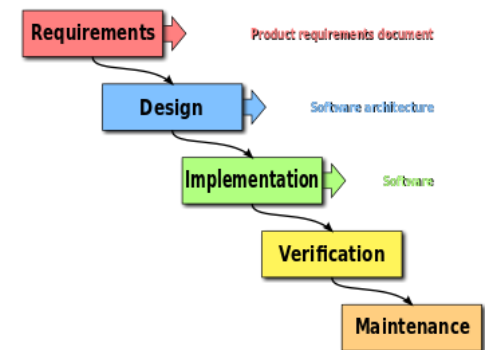 Requirements
Product requirements document
Design
Software architecture
Implementation
Software
Verification
Maintenance